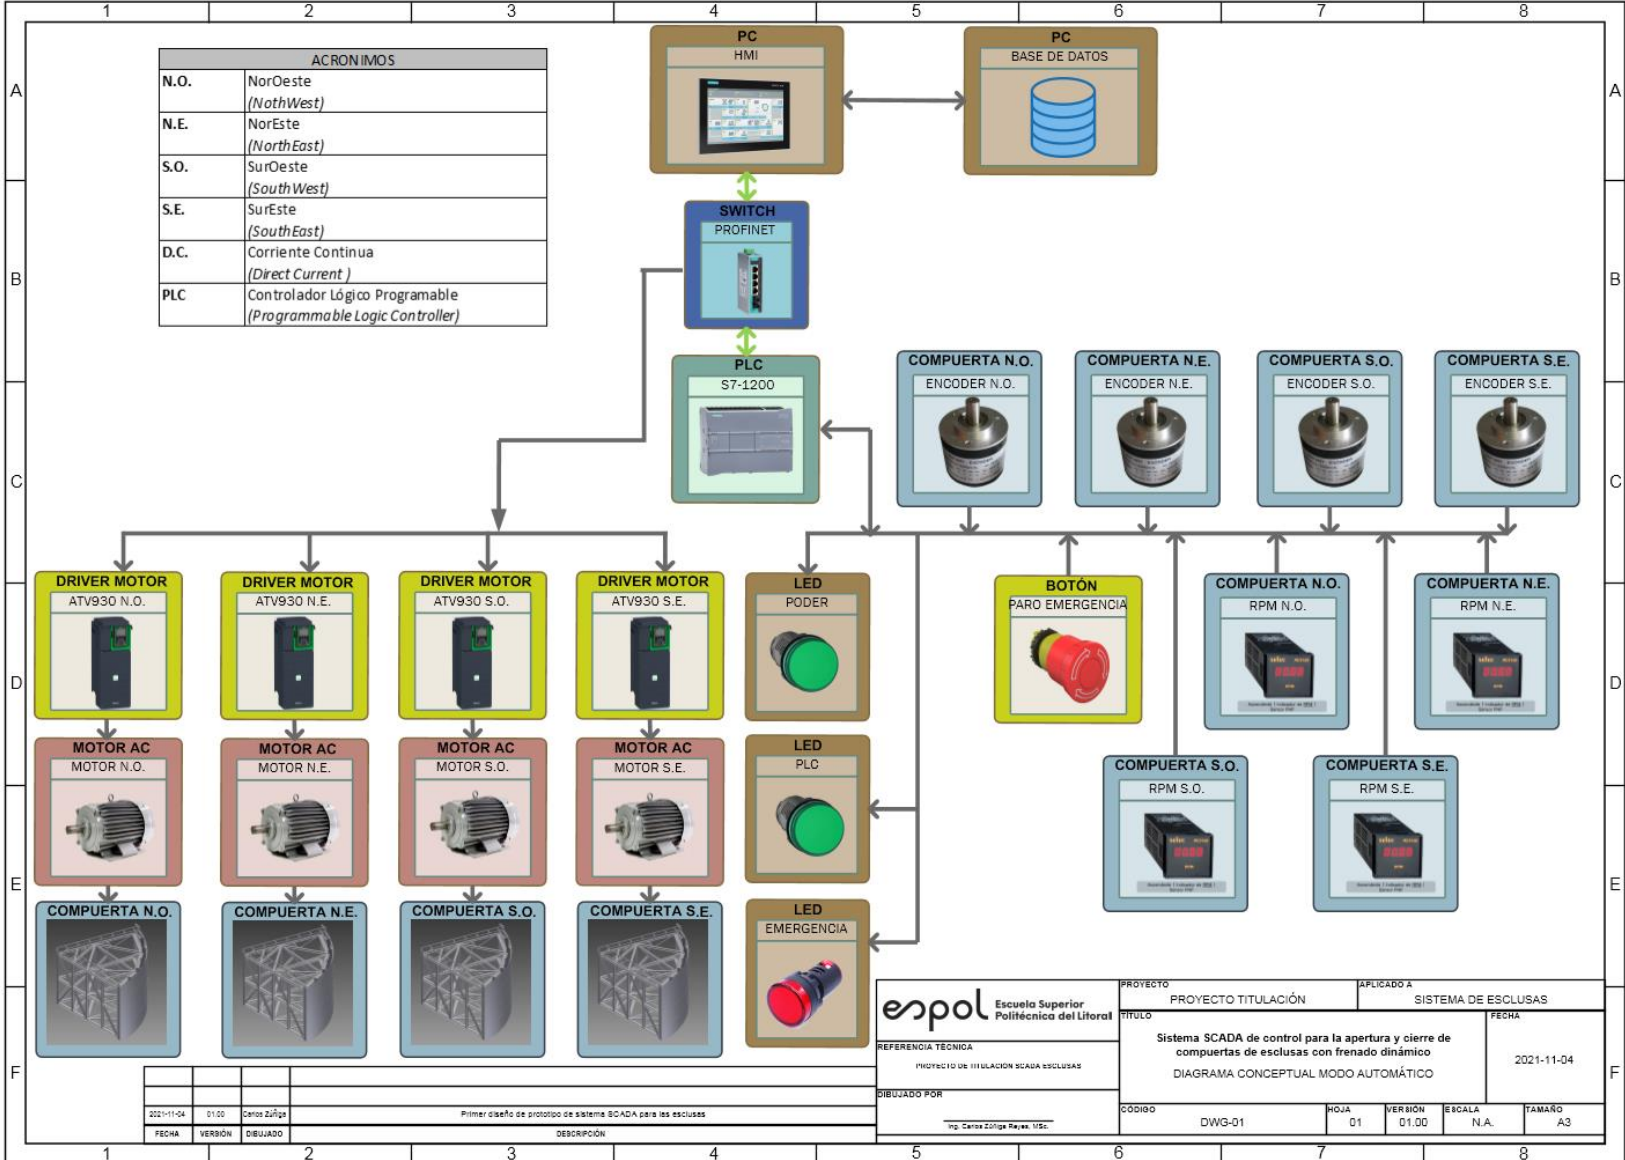 1 2 3 4 5 6 7 8
A
B
C
D
E
F
ACRONIMOS
N.O. NorOeste
(NothWest)
N.E. NorEste
(NorthEast)
S.O. SurOeste
(SouthWest)
S.E. SurEste
(SouthEast)
D.C. Corriente Continua
(Direct Current )
PLC Controlador Lógico Programable
(Programmable Logic Controller)
PC
HMI
PC
BASE DE DATOS
SWITCH
PROFINET
PLC
S7-1200
COMPUERTA N.O.
ENCODER N.O.
COMPUERTA N.E.
ENCODER N.E.
COMPUERTA S.O.
ENCODER S.O.
COMPUERTA S.E.
ENCODER S.E.
DRIVER MOTOR
ATV930 N.O.
DRIVER MOTOR
ATV930 N.E.
DRIVER MOTOR
ATV930 S.O.
DRIVER MOTOR
ATV930 S.E.
LED
PODER
BOTÓN
PARO EMERGENCIA
COMPUERTA N.O.
RPM N.O.
COMPUERTA N.E.
RPM N.E.
MOTOR AC
MOTOR N.O.
MOTOR AC
MOTOR N.E.
MOTOR AC
MOTOR S.O.
MOTOR AC
MOTOR S.E.
LED
PLC
COMPUERTA S.O.
RPM S.O.
COMPUERTA S.E.
RPM S.E.
COMPUERTA N.O.
COMPUERTA N.E.
COMPUERTA S.O.
COMPUERTA S.E.
LED
EMERGENCIA
espol Escuela Superior
Politécnica del Litoral
REFERENCIA TÉCNICA
PROYECTO DE TITULACIÓN SCADA ESCLUSAS
DIBUJADO POR
Ing. Carlos Zúñiga Reyes, MSc.
PROYECTO
PROYECTO TITULACIÓN
APLICADO A
SISTEMA DE ESCLUSAS
TÍTULO
Sistema SCADA de control para la apertura y cierre de
compuertas de esclusas con frenado dinámico
DIAGRAMA CONCEPTUAL MODO AUTOMÁTICO
FECHA
2021-11-04
CÓDIGO
DWG-01
HOJA
01
VERSIÓN
01.00
ESCALA
N.A.
TAMAÑO
A3
2021-11-04 01.00 Carlos Zúñiga Primer diseño de prototipo de sistema SCADA para las esclusas
FECHA VERSIÓN DIBUJADO DESCRIPCIÓN
A
B
C
D
E
F
1 2 3 4 5 6 7 8